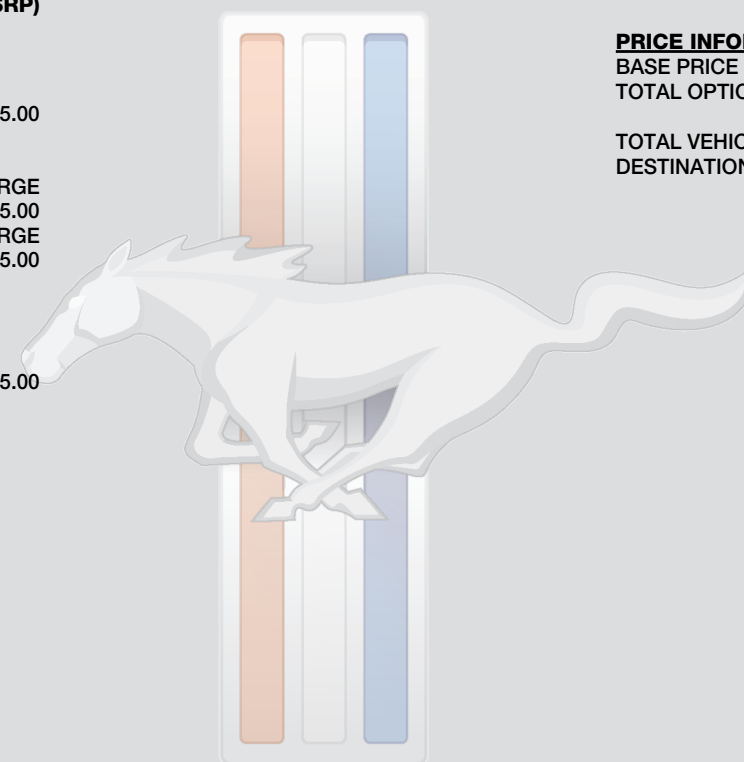 SRP)
5.00
RGE
5.00
RGE
5.00
5.00
PRICE INFO
BASE PRICE
TOTAL OPTIO
TOTAL VEHIC
DESTINATION